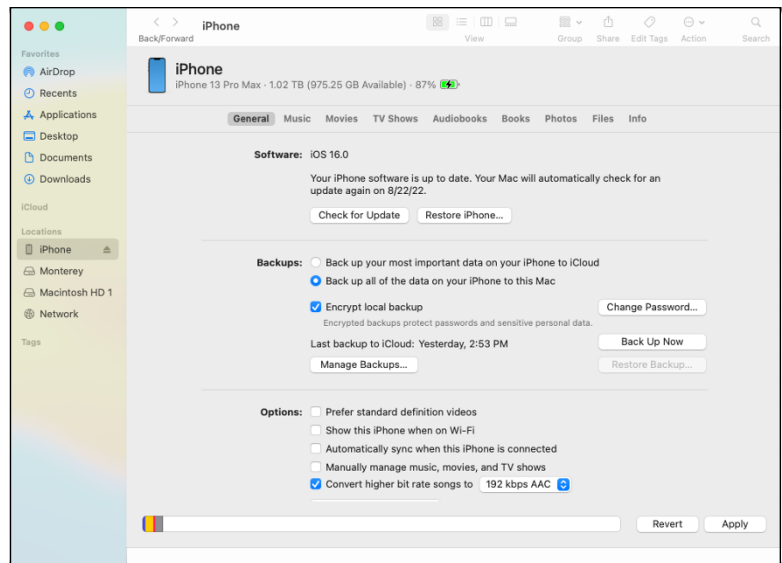 iPhone
Back/Forward
View
Group
Share
Edit Tags
Action
Search
Favorites
AirDrop
Recents
Applications
Desktop
Documents
Downloads
iCloud
Locations
iPhone
Monterey
Macintosh HD 1
Network
Tags
iPhone
iPhone 13 Pro Max · 1.02 TB (975.25 GB Available) · 87%
General Music Movies TV Shows Audiobooks Books Photos Files Info
Software: iOS 16.0
Your iPhone software is up to date. Your Mac will automatically check for an
update again on 8/22/22.
Check for Update Restore iPhone...
Backups: Back up your most important data on your iPhone to iCloud
Back up all of the data on your iPhone to this Mac
Encrypt local backup Change Password...
Encrypted backups protect passwords and sensitive personal data.
Last backup to iCloud: Yesterday, 2:53 PM Back Up Now
Manage Backups... Restore Backup...
Options: Prefer standard definition videos
Show this iPhone when on Wi-Fi
Automatically sync when this iPhone is connected
Manually manage music, movies, and TV shows
Convert higher bit rate songs to 192 kbps AAC
Revert Apply